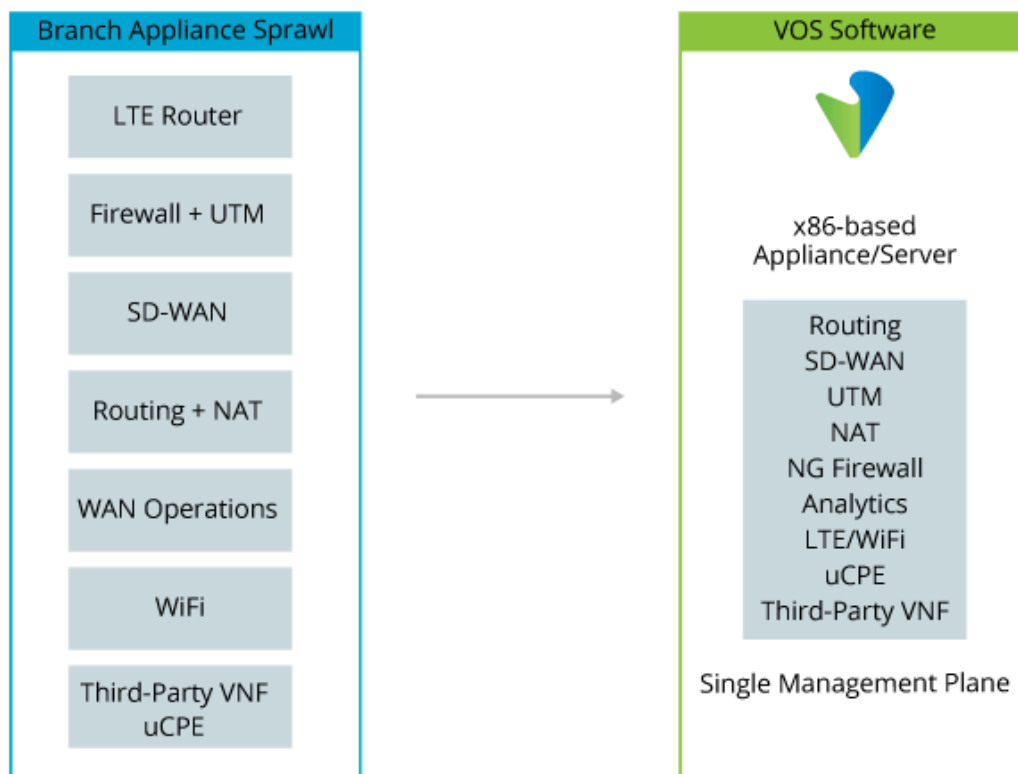 Branch Appliance Sprawl
LTE Router
Firewall + UTM
SD-WAN
Routing + NAT
WAN Operations
WiFi
Third-Party VNF
uCPE
VOS Software
x86-based
Appliance/Server
Routing
SD-WAN
UTM
NAT
NG Firewall
Analytics
LTE/WiFi
uCPE
Third-Party VNF
Single Management Plane